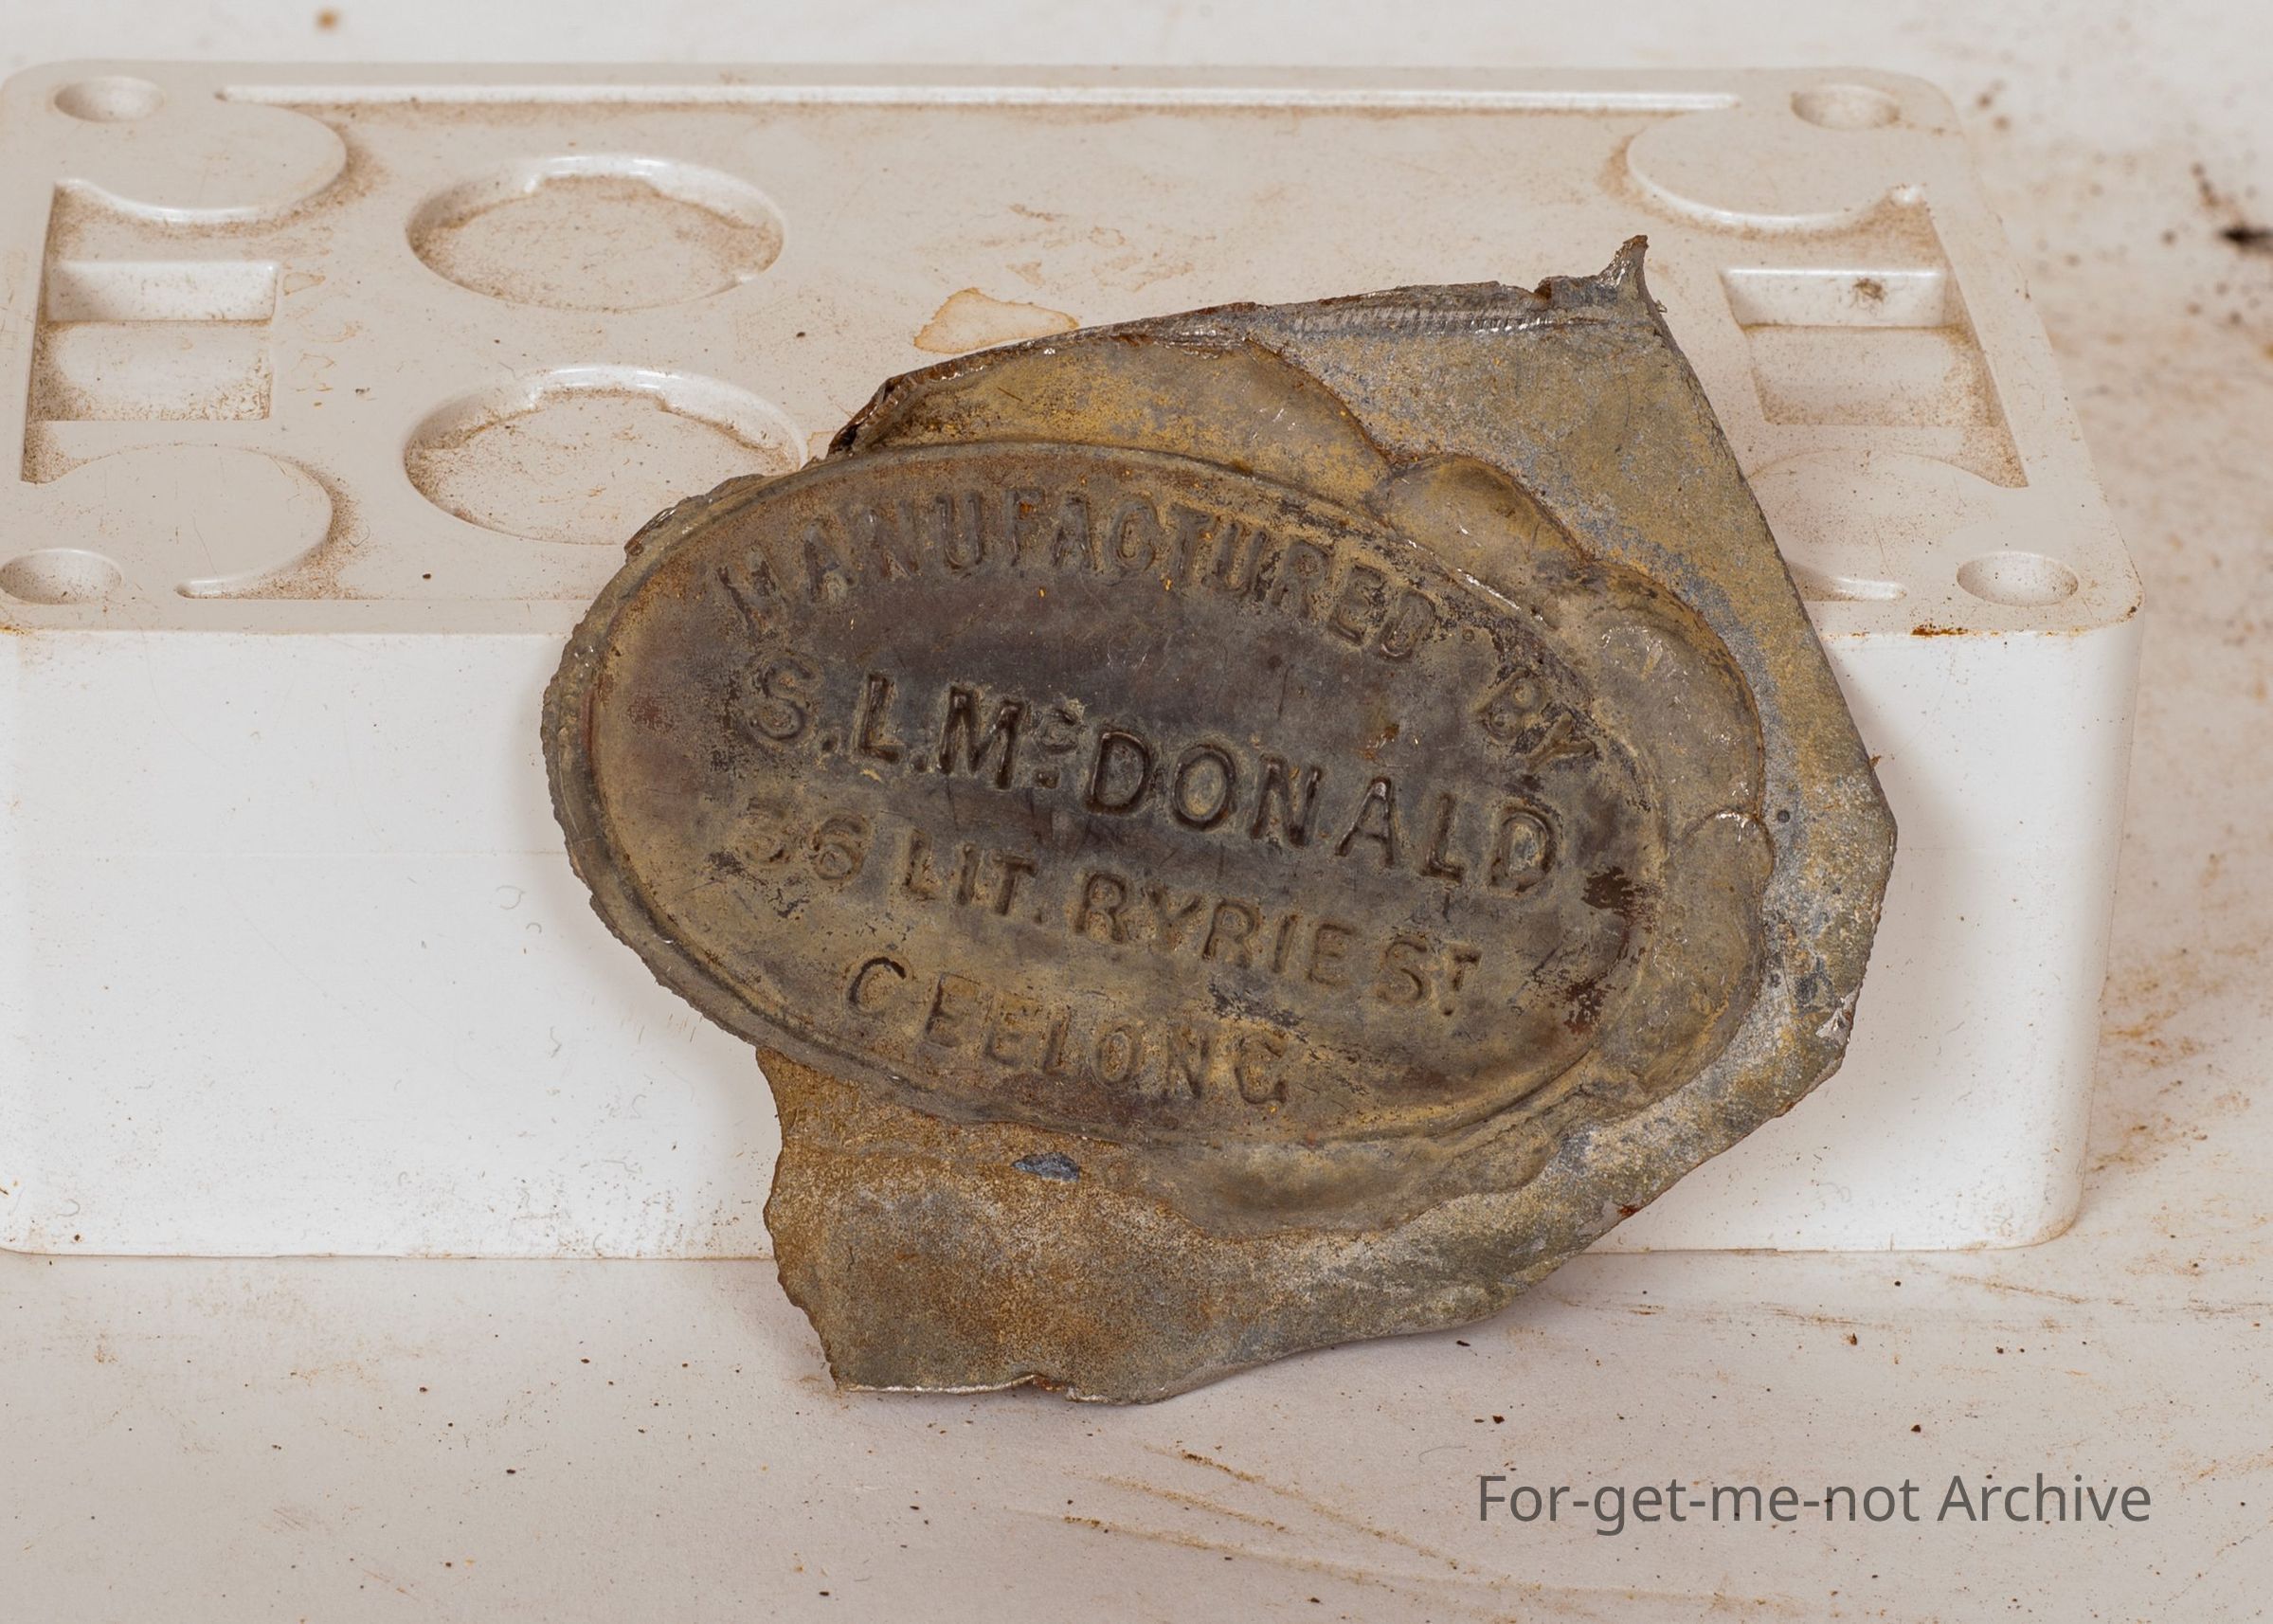 MANUFACTURED BY
S.L.McDONALD
36 LIT. RYRIE ST
GEELONG
For-get-me-not Archive